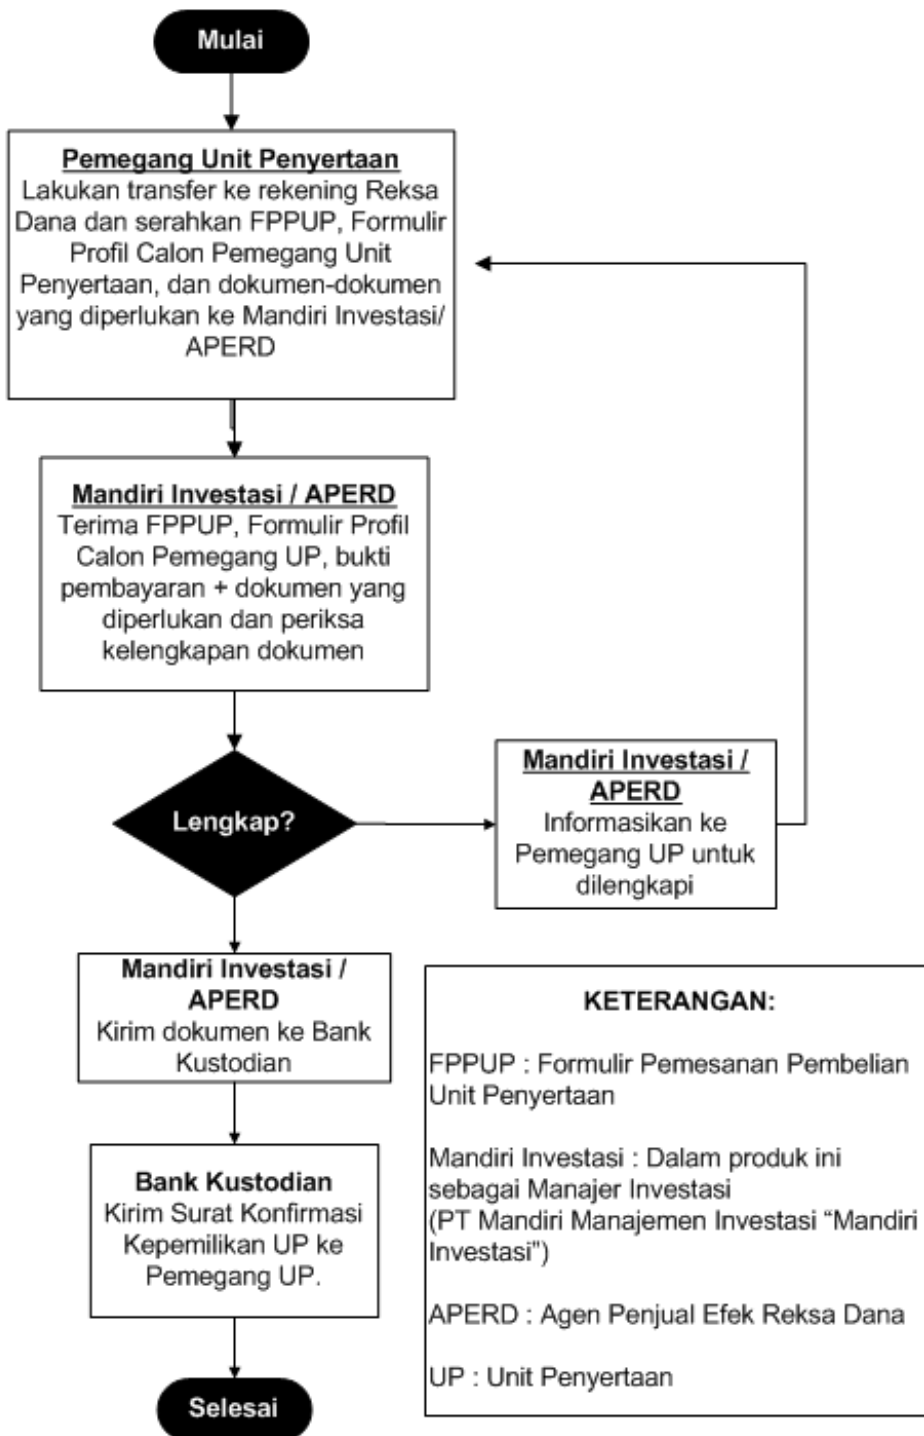 Mulai
Pemegang Unit Penyertaan
Lakukan transfer ke rekening Reksa
Dana dan serahkan FPPUP, Formulir
Profil Calon Pemegang Unit
Penyertaan, dan dokumen-dokumen
yang diperlukan ke Mandiri Investasi/
APERD
Mandiri Investasi / APERD
Terima FPPUP, Formulir Profil
Calon Pemegang UP, bukti
pembayaran + dokumen yang
diperlukan dan periksa
kelengkapan dokumen
Lengkap?
Mandiri Investasi /
APERD
Informasikan ke
Pemegang UP untuk
dilengkapi
Mandiri Investasi /
APERD
Kirim dokumen ke Bank
Kustodian
Bank Kustodian
Kirim Surat Konfirmasi
Kepemilikan UP ke
Pemegang UP.
Selesai
KETERANGAN:
FPPUP : Formulir Pemesanan Pembelian
Unit Penyertaan
Mandiri Investasi : Dalam produk ini
sebagai Manajer Investasi
(PT Mandiri Manajemen Investasi “Mandiri
Investasi”)
APERD : Agen Penjual Efek Reksa Dana
UP : Unit Penyertaan